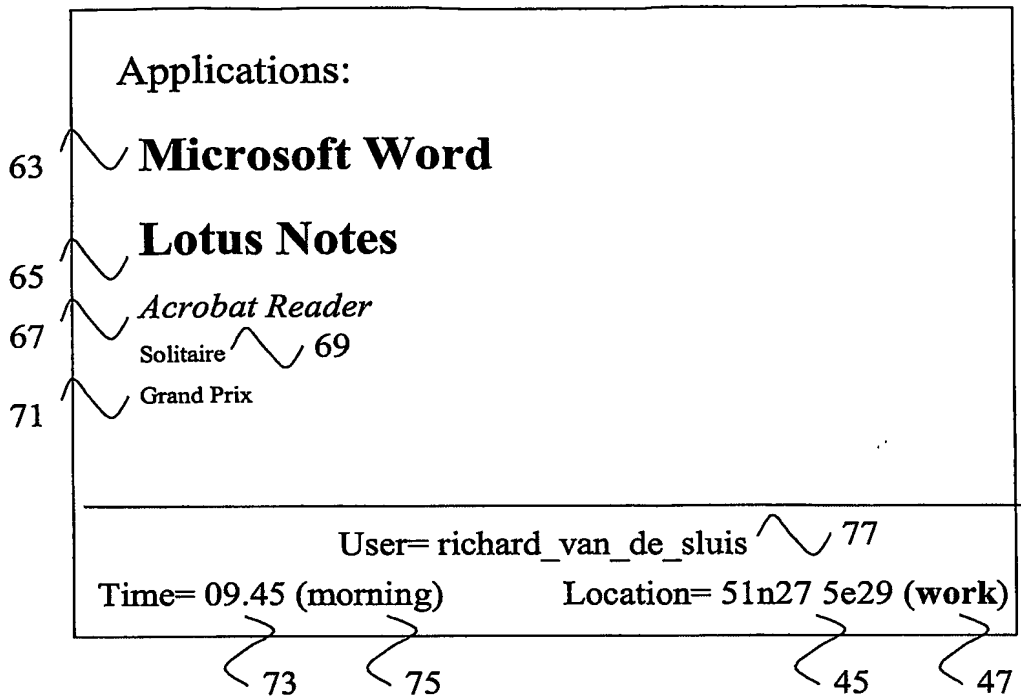 Applications:
63 Microsoft Word
65 Lotus Notes
67 Acrobat Reader
Solitaire 69
71 Grand Prix
User= richard_van_de_sluis 77
Time= 09.45 (morning) Location= 51n27 5e29 (work)
73 75 45 47